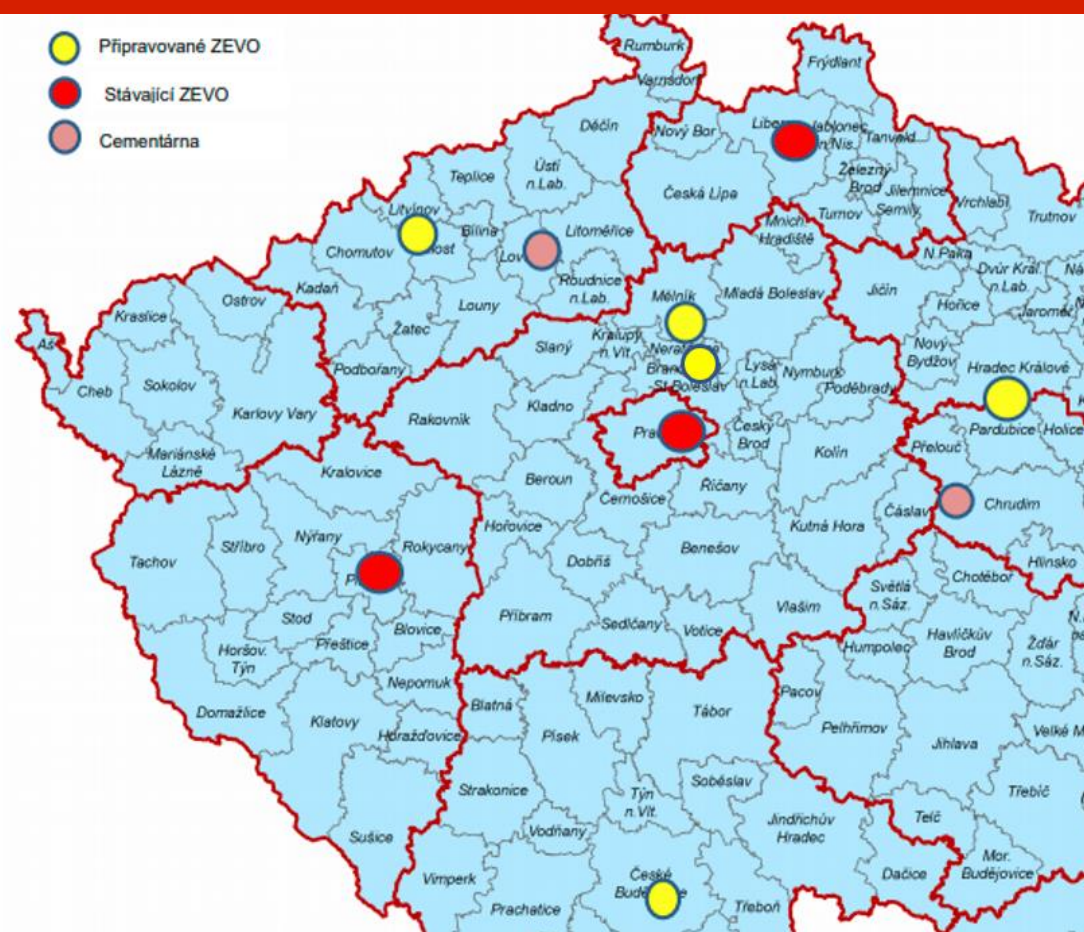 Připravované ZEVO
Stávající ZEVO
Cementárna
Rumburk
Varnsdorf
Frýdlant
Děčín
Nový Bor
Tanvald
n.Nis.
Teplice
Ústí
n.Lab.
Česká Lípa
Železný
Brod
Jilemnice
Semily
Turnov
Vrchlabí
Trutnov
Litvínov
Bílina
Litoměřice
Mnich.
Hradiště
Chomutov
Roudnice
n.Lab.
N.Paka
Dvůr Král.
n.Lab.
Kadaň
Ostrov
Louny
Mělník
Mladá Boleslav
Jičín
Hořice
Jaroměř
Kraslice
Žatec
Kralupy
n.Vlt.
Slaný
Nový
Bydžov
Aš
Podbořany
St.Boleslav
Lysá
n.Lab.
Nymburk
Poděbrady
Hradec Králové
Cheb
Sokolov
Karlovy Vary
Rakovník
Kladno
Český
Brod
Kolín
Přelouč
Pardubice
Holice
Mariánské
Lázně
Kralovice
Beroun
Černošice
Říčany
Chrudim
Čáslav
Kutná Hora
Tachov
Stříbro
Nýřany
Rokycany
Hořovice
Dobříš
Benešov
Hlinsko
Chotěboř
Světlá
n.Sáz.
Vlašim
Stod
Přeštice
Blovice
Příbram
Sedlčany
Votice
Horšov.
Týn
Humpolec
Havlíčkův
Brod
Žďár
n.Sáz.
Nepomuk
Domažlice
Klatovy
Horažďovice
Blatná
Milevsko
Tábor
Pacov
Pelhřimov
Jihlava
Písek
Strakonice
Týn
n.Vlt.
Soběslav
Třebíč
Sušice
Vodňany
Jindřichův
Hradec
Telč
Mor.
Budějovice
Dačice
Vimperk
Prachatice
České
Třeboň